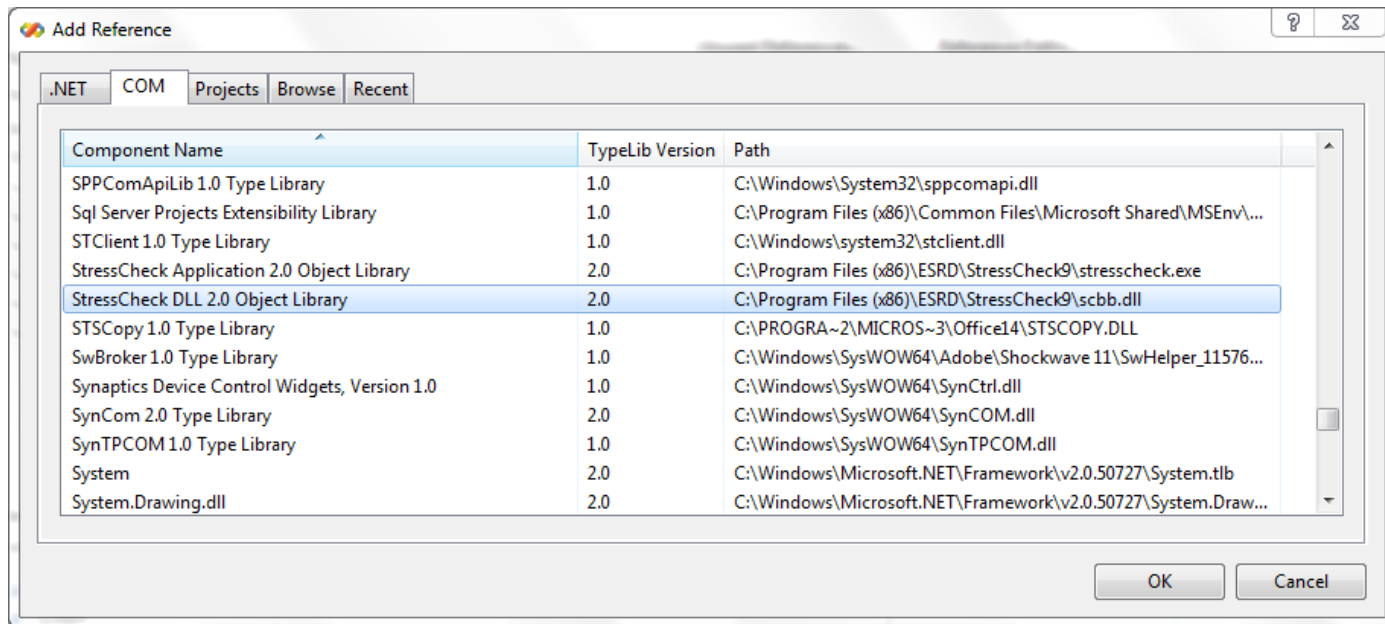 Add Reference
.NET COM Projects Browse Recent
Component Name TypeLib Version Path
SPPComApiLib 1.0 Type Library 1.0 C:\Windows\System32\sppcomapi.dll
Sql Server Projects Extensibility Library 1.0 C:\Program Files (x86)\Common Files\Microsoft Shared\MSEnv\...
STClient 1.0 Type Library 1.0 C:\Windows\system32\stclient.dll
StressCheck Application 2.0 Object Library 2.0 C:\Program Files (x86)\ESRD\StressCheck9\stresscheck.exe
StressCheck DLL 2.0 Object Library 2.0 C:\Program Files (x86)\ESRD\StressCheck9\scbb.dll
STSCopy 1.0 Type Library 1.0 C:\PROGRA~2\MICROS~3\Office14\STSCOPY.DLL
SwBroker 1.0 Type Library 1.0 C:\Windows\SysWOW64\Adobe\Shockwave 11\SwHelper_11576...
Synaptics Device Control Widgets, Version 1.0 1.0 C:\Windows\SysWOW64\SynCtrl.dll
SynCom 2.0 Type Library 2.0 C:\Windows\SysWOW64\SynCOM.dll
SynTPCOM 1.0 Type Library 1.0 C:\Windows\SysWOW64\SynTPCOM.dll
System 2.0 C:\Windows\Microsoft.NET\Framework\v2.0.50727\System.tlb
System.Drawing.dll 2.0 C:\Windows\Microsoft.NET\Framework\v2.0.50727\System.Draw...
OK Cancel